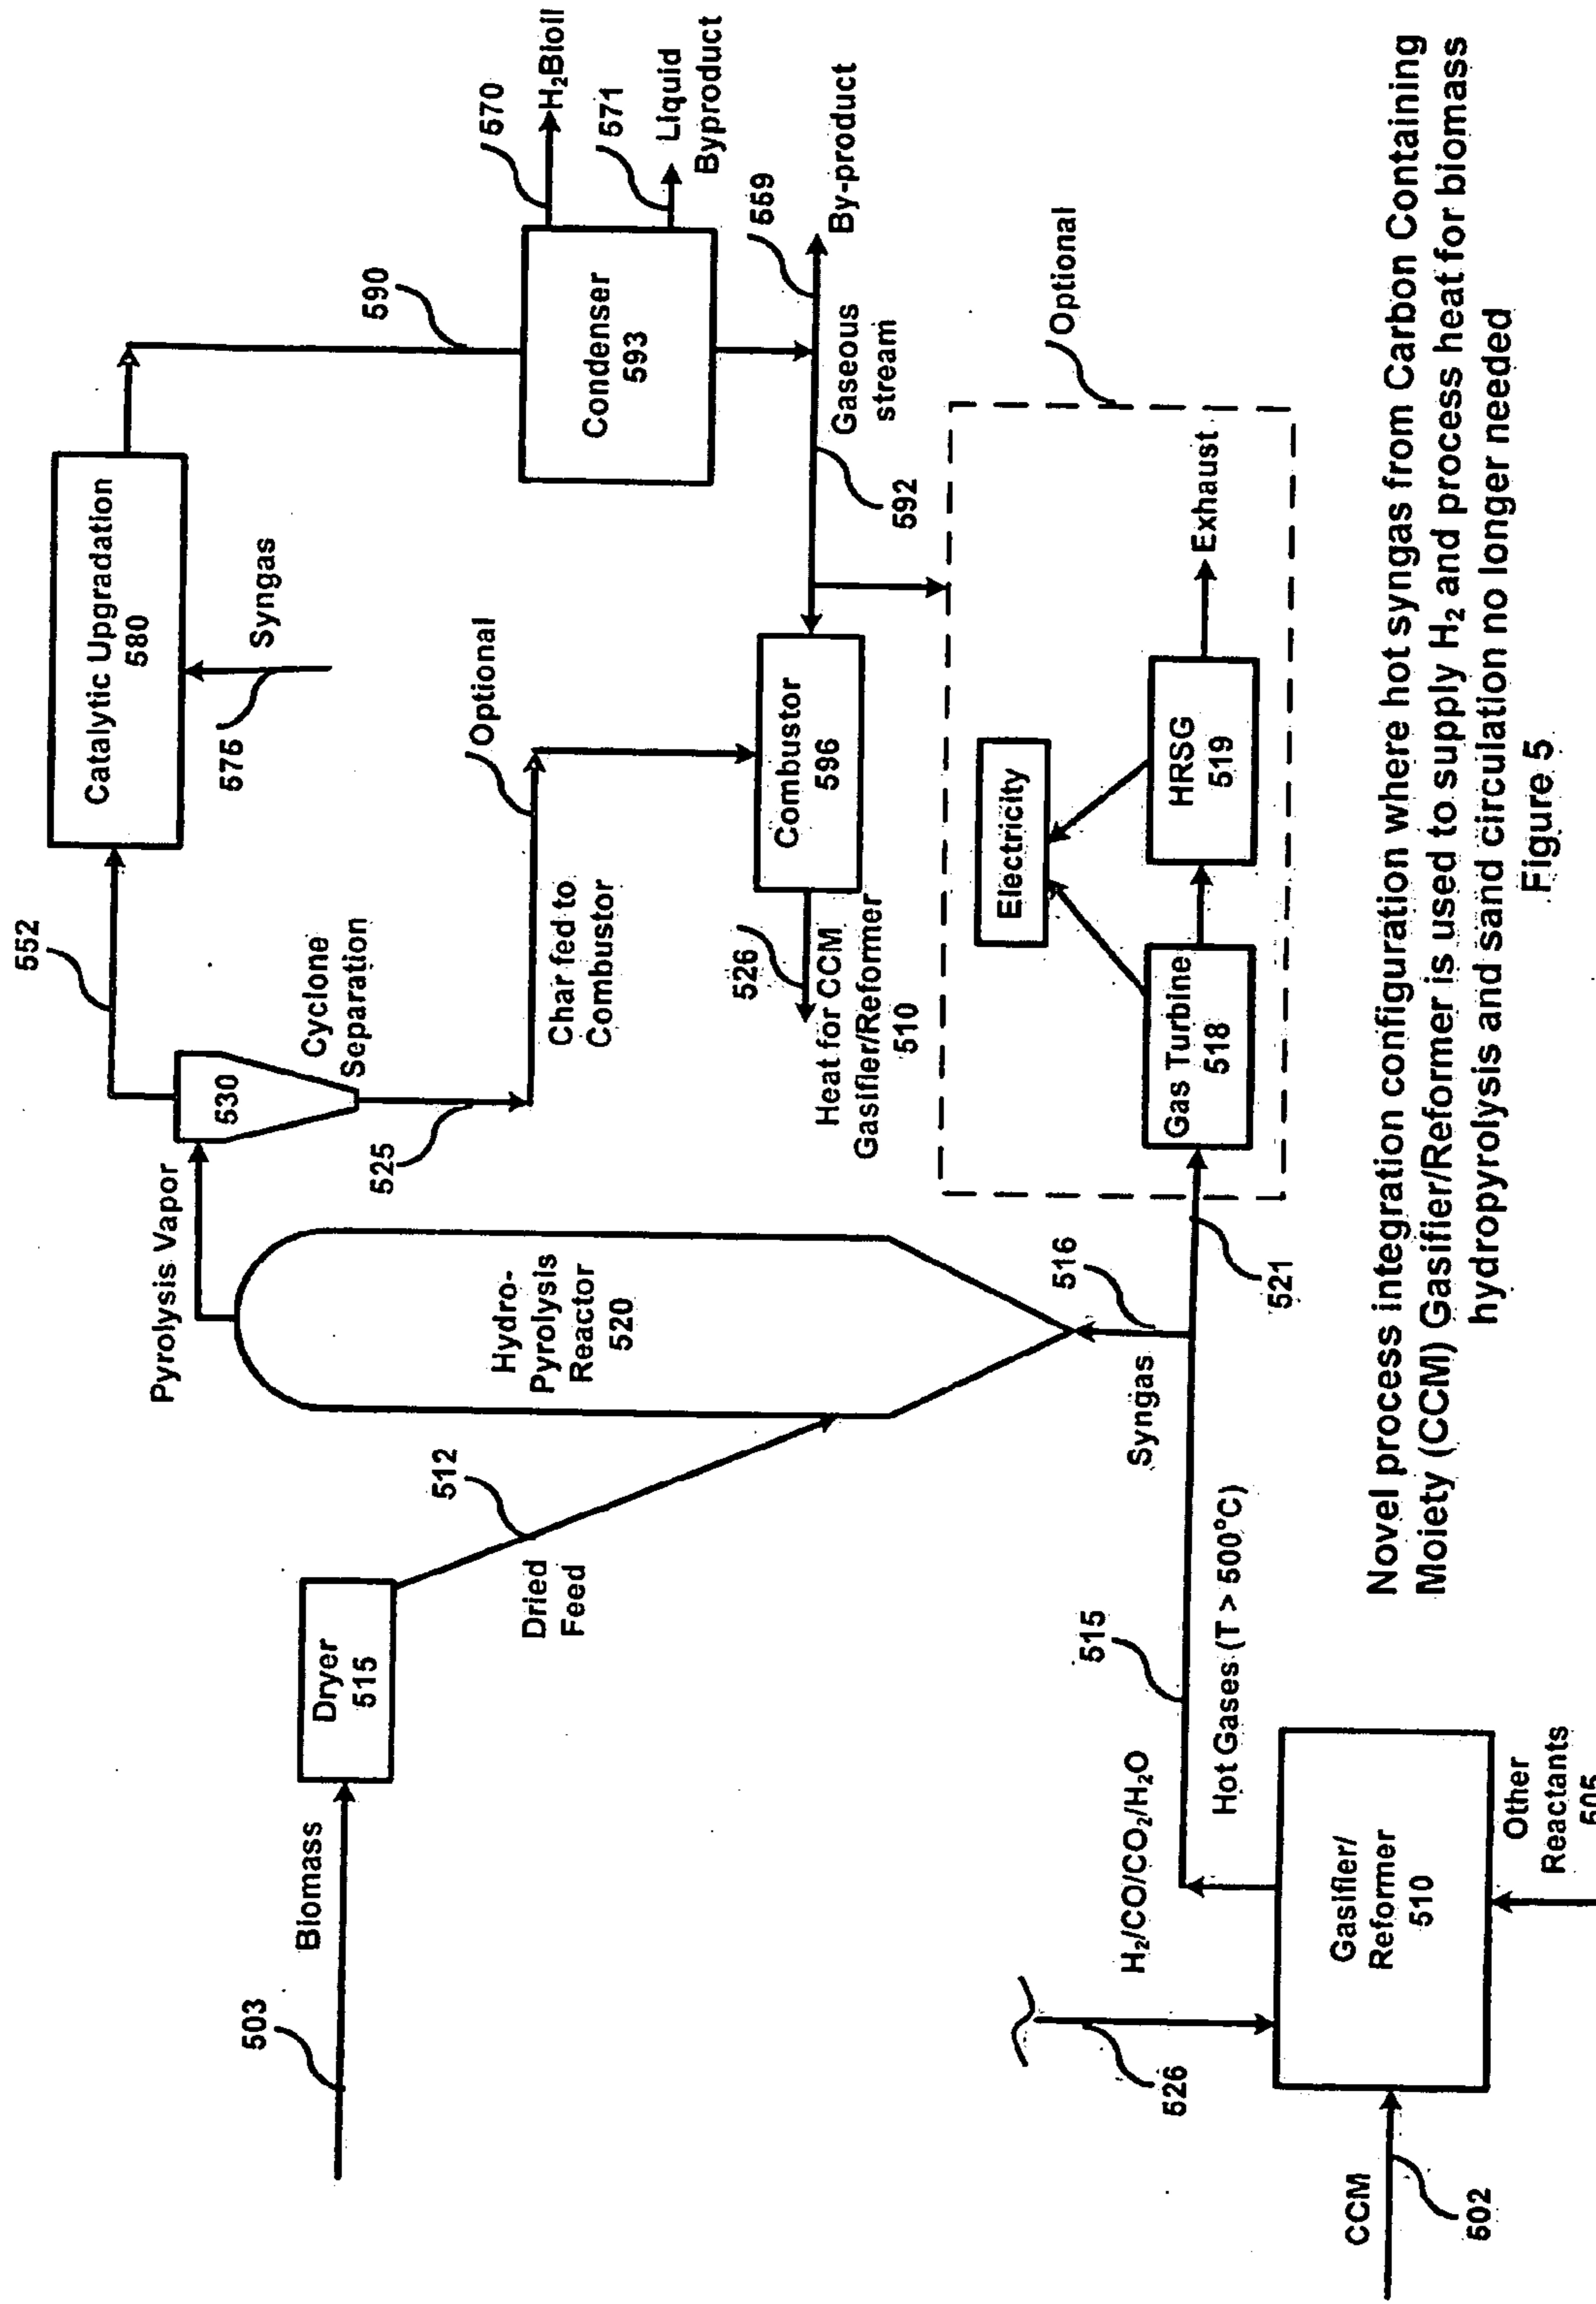 503
Biomass
Dryer
515
512
Dried
Feed
Pyrolysis Vapor
Hydro-
Pyrolysis
Reactor
520
530
Cyclone
Separation
525
552
Catalytic Upgradation
580
575
Syngas
590
Condenser
593
570
H₂Bioil
571
Liquid
Byproduct
559
By-product
Gaseous
stream
592
Optional
Char fed to
Combustor
Combustor
596
526
Heat for CCM
Gasifier/Reformer
510
Optional
Electricity
Gas Turbine
518
HRSG
519
Exhaust
516
Syngas
521
515
Hot Gases (T > 500°C)
H₂/CO/CO₂/H₂O
526
Gasifier/
Reformer
510
CCM
502
Other
Reactants
505
Novel process integration configuration where hot syngas from Carbon Containing
Moiety (CCM) Gasifier/Reformer is used to supply H₂ and process heat for biomass
hydropyrolysis and sand circulation no longer needed
Figure 5